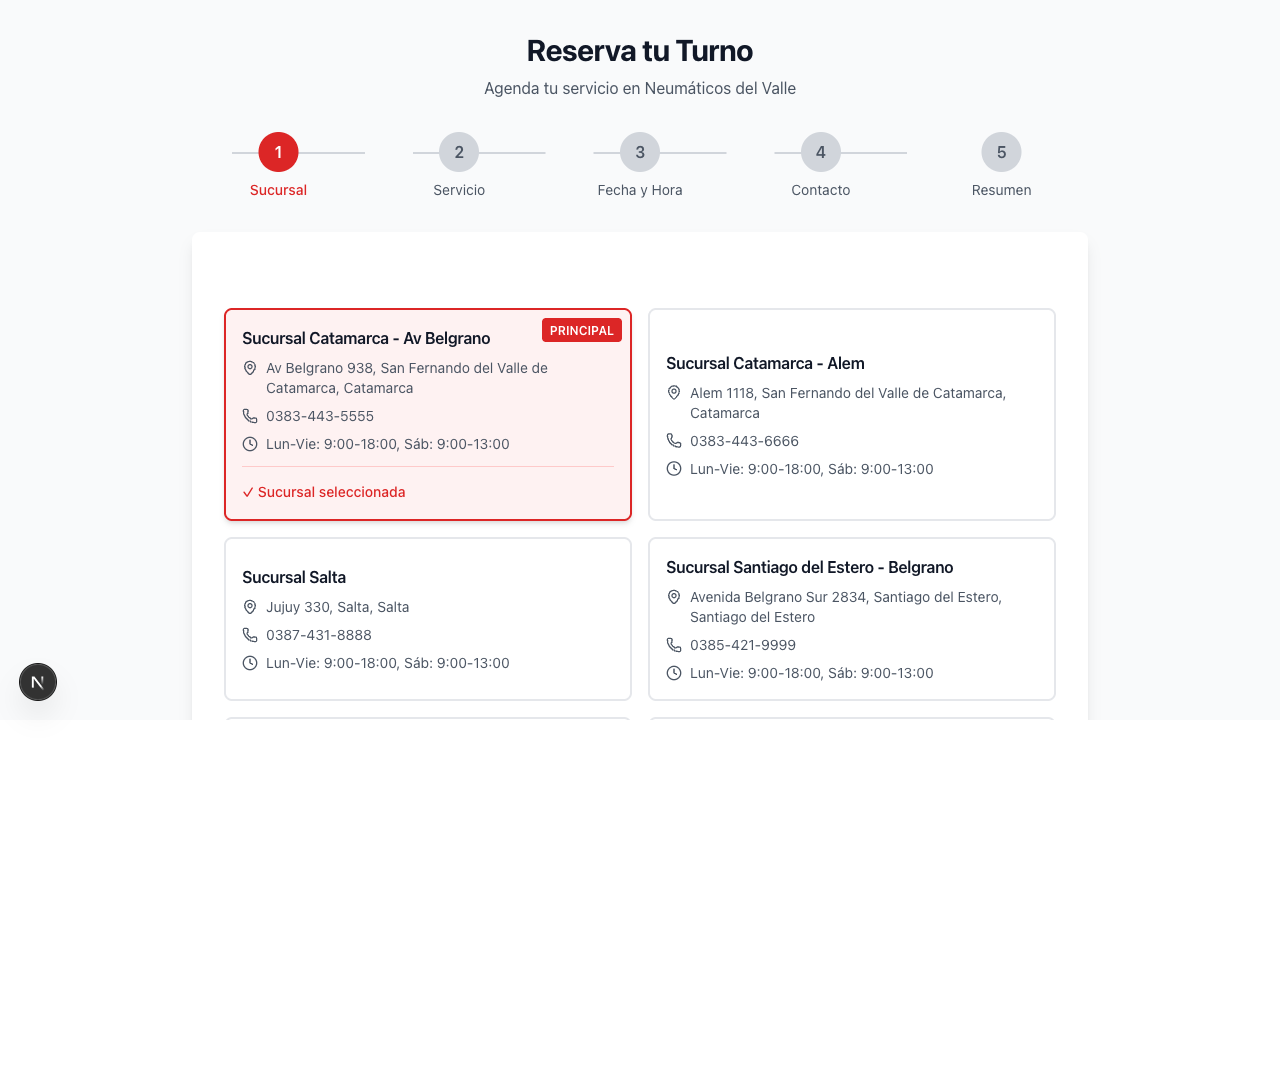 Reserva tu Turno
Agenda tu servicio en Neumáticos del Valle
1
2
3
4
5
Sucursal
Servicio
Fecha y Hora
Contacto
Resumen
Sucursal Catamarca - Av Belgrano
PRINCIPAL
Av Belgrano 938, San Fernando del Valle de
Catamarca, Catamarca
0383-443-5555
Lun-Vie: 9:00-18:00, Sáb: 9:00-13:00
✓ Sucursal seleccionada
Sucursal Catamarca - Alem
Alem 1118, San Fernando del Valle de Catamarca,
Catamarca
0383-443-6666
Lun-Vie: 9:00-18:00, Sáb: 9:00-13:00
Sucursal Salta
Jujuy 330, Salta, Salta
0387-431-8888
Lun-Vie: 9:00-18:00, Sáb: 9:00-13:00
Sucursal Santiago del Estero - Belgrano
Avenida Belgrano Sur 2834, Santiago del Estero,
Santiago del Estero
0385-421-9999
Lun-Vie: 9:00-18:00, Sáb: 9:00-13:00
N